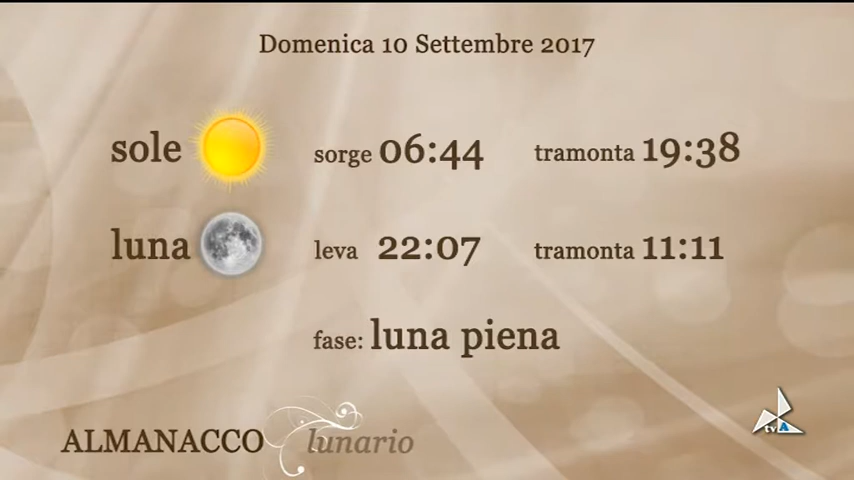 Domenica 10 Settembre 2017
sole sorge 06:44 tramonta 19:38
luna leva 22:07 tramonta 11:11
fase: luna piena
ALMANACCO lunario
tvA